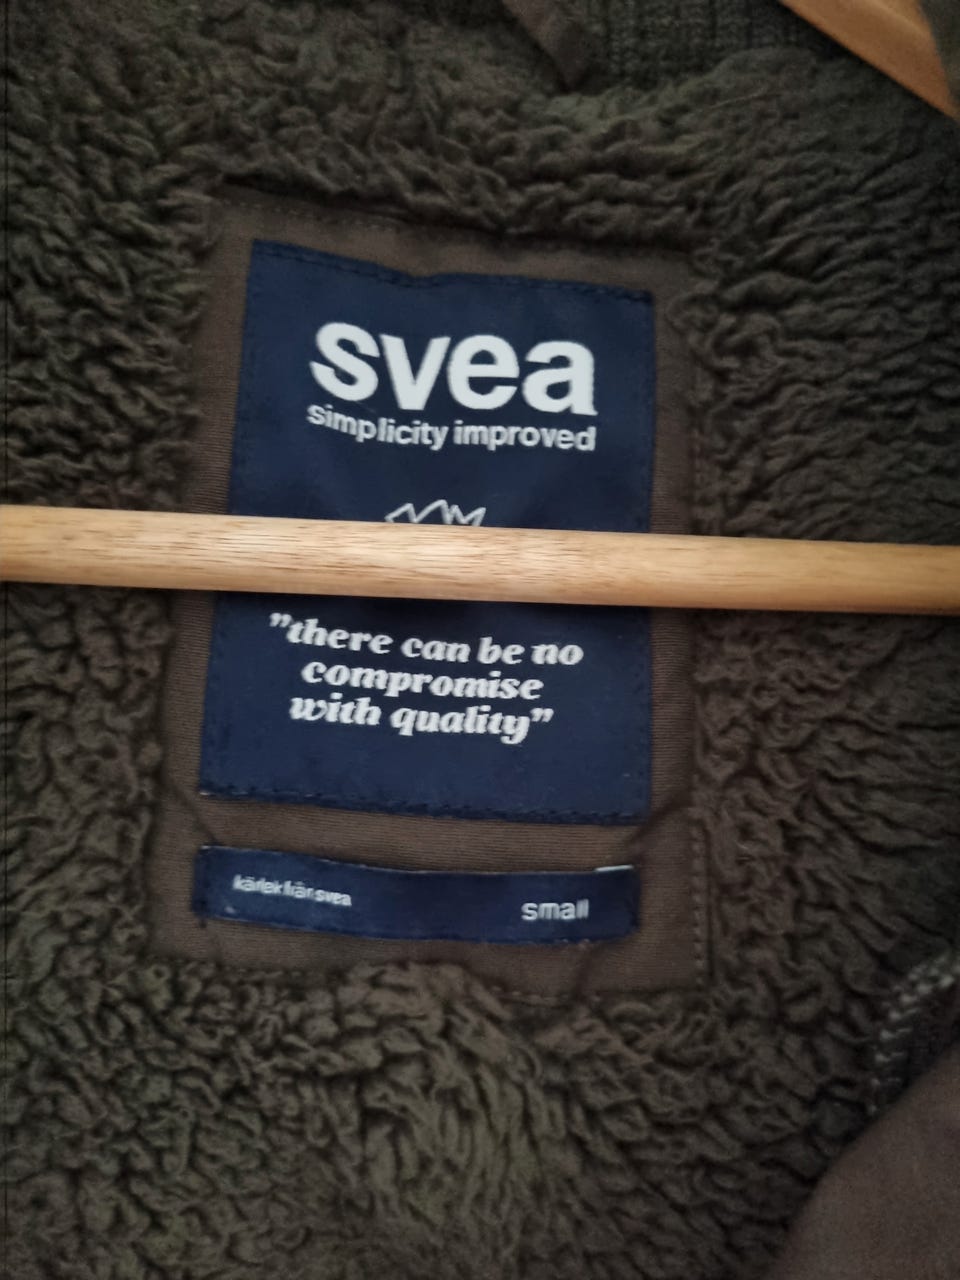 svea
simplicity improved
"there can be no
compromise
with quality"
kärlek från svea
small